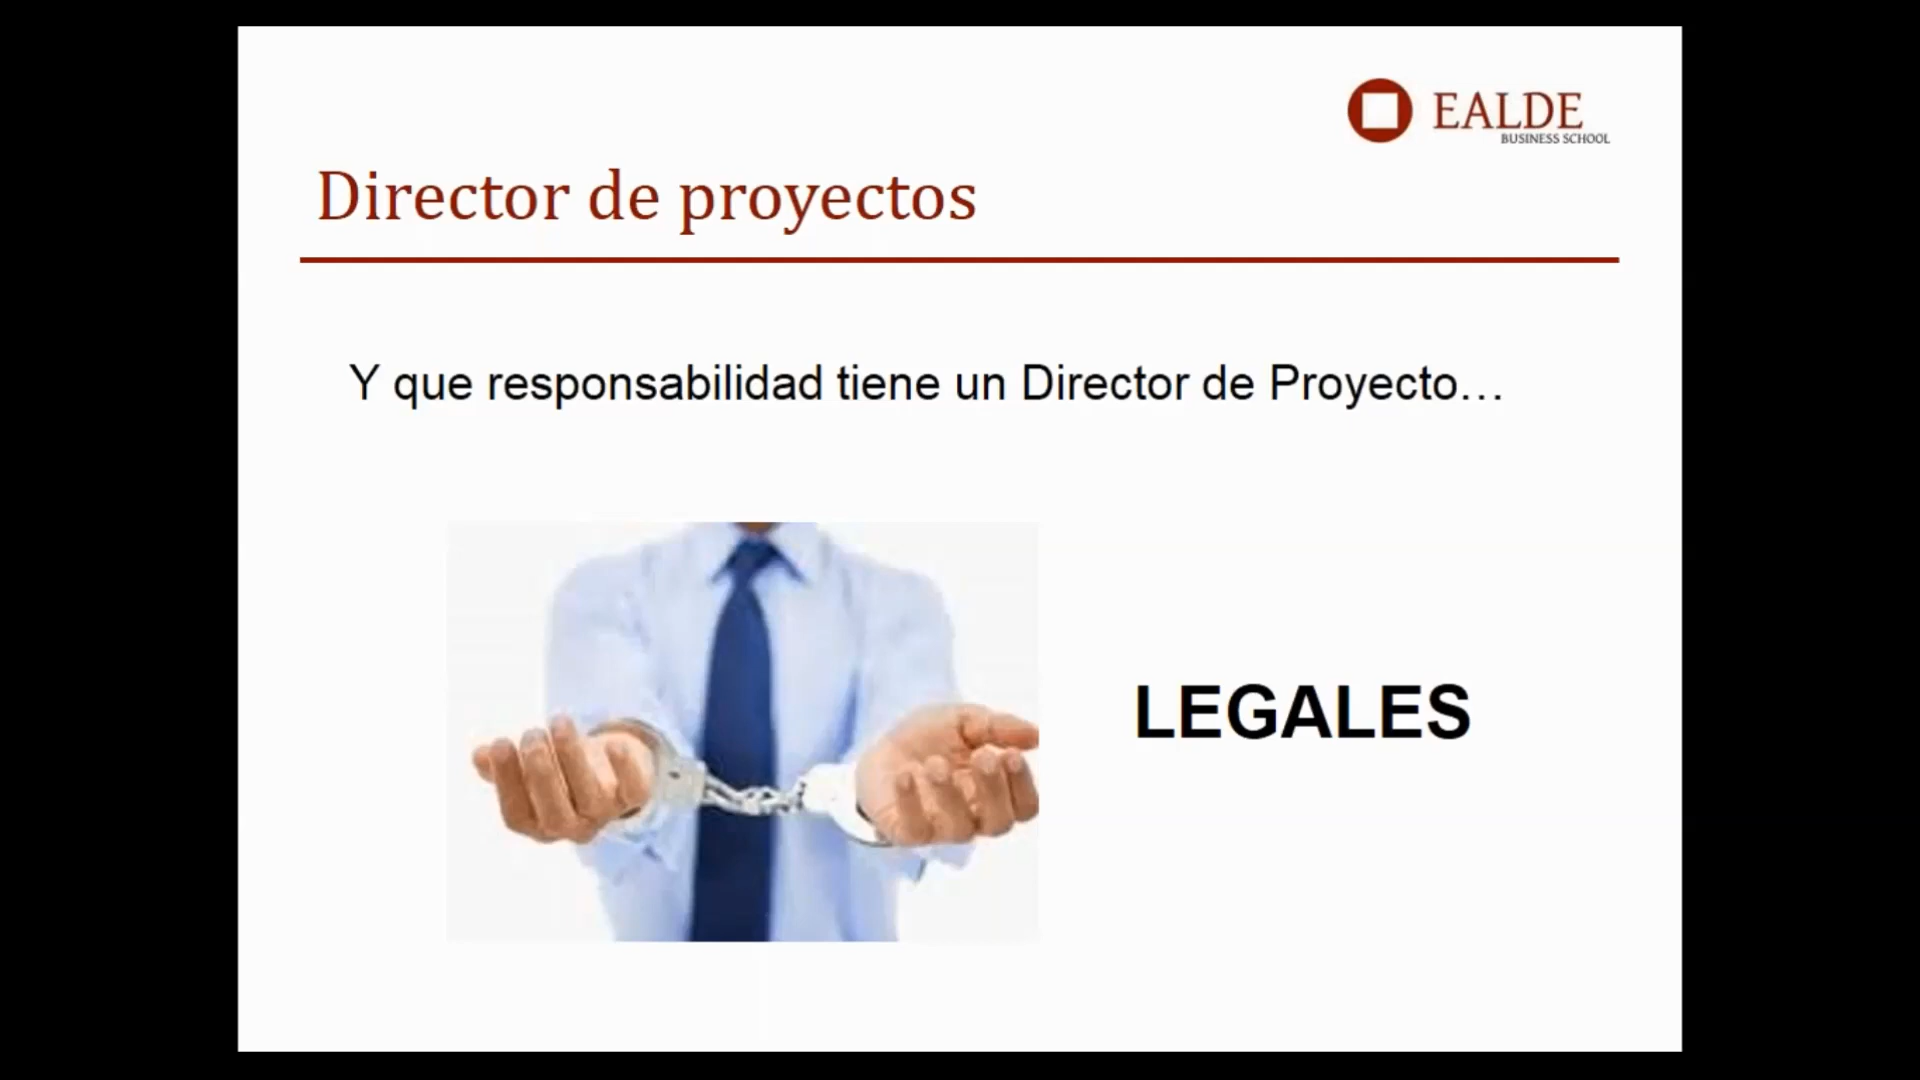 EALDE
BUSINESS SCHOOL
Director de proyectos
Y que responsabilidad tiene un Director de Proyecto...
LEGALES